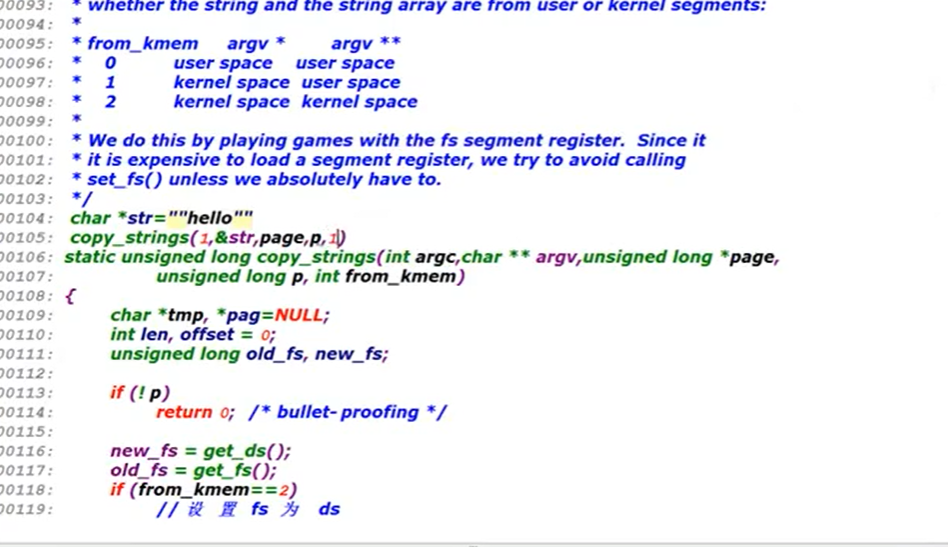 00093: * whether the string and the string array are from user or kernel segments:
00094: *
00095: * from_kmem argv * argv **
00096: * 0 user space user space
00097: * 1 kernel space user space
00098: * 2 kernel space kernel space
00099: *
00100: * We do this by playing games with the fs segment register. Since it
00101: * it is expensive to load a segment register, we try to avoid calling
00102: * set_fs() unless we absolutely have to.
00103: */
00104: char *str=""hello""
00105: copy_strings(1,&str,page,p,1)
00106: static unsigned long copy_strings(int argc,char ** argv,unsigned long *page,
00107: unsigned long p, int from_kmem)
00108: {
00109: char *tmp, *pag=NULL;
00110: int len, offset = 0;
00111: unsigned long old_fs, new_fs;
00112:
00113: if (! p)
00114: return 0; /* bullet-proofing */
00115:
00116: new_fs = get_ds();
00117: old_fs = get_fs();
00118: if (from_kmem==2)
00119: // 设 置 fs 为 ds